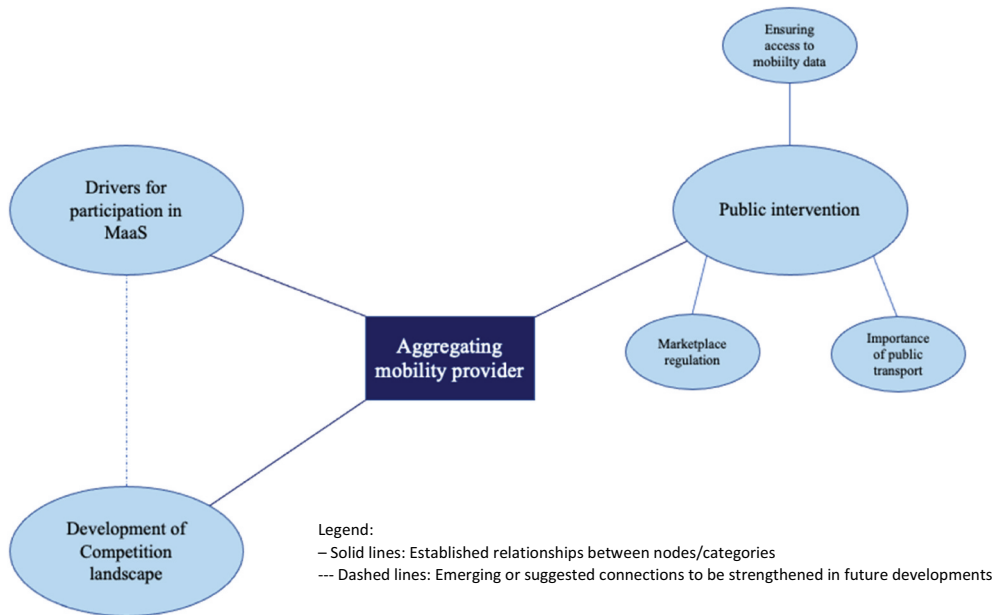 Ensuring
access to
mobiilty data
Drivers for
participation in
MaaS
Public intervention
Aggregating
mobility provider
Marketplace
regulation
Importance
of public
transport
Development of
Competition
landscape
Legend:
– Solid lines: Established relationships between nodes/categories
--- Dashed lines: Emerging or suggested connections to be strengthened in future developments